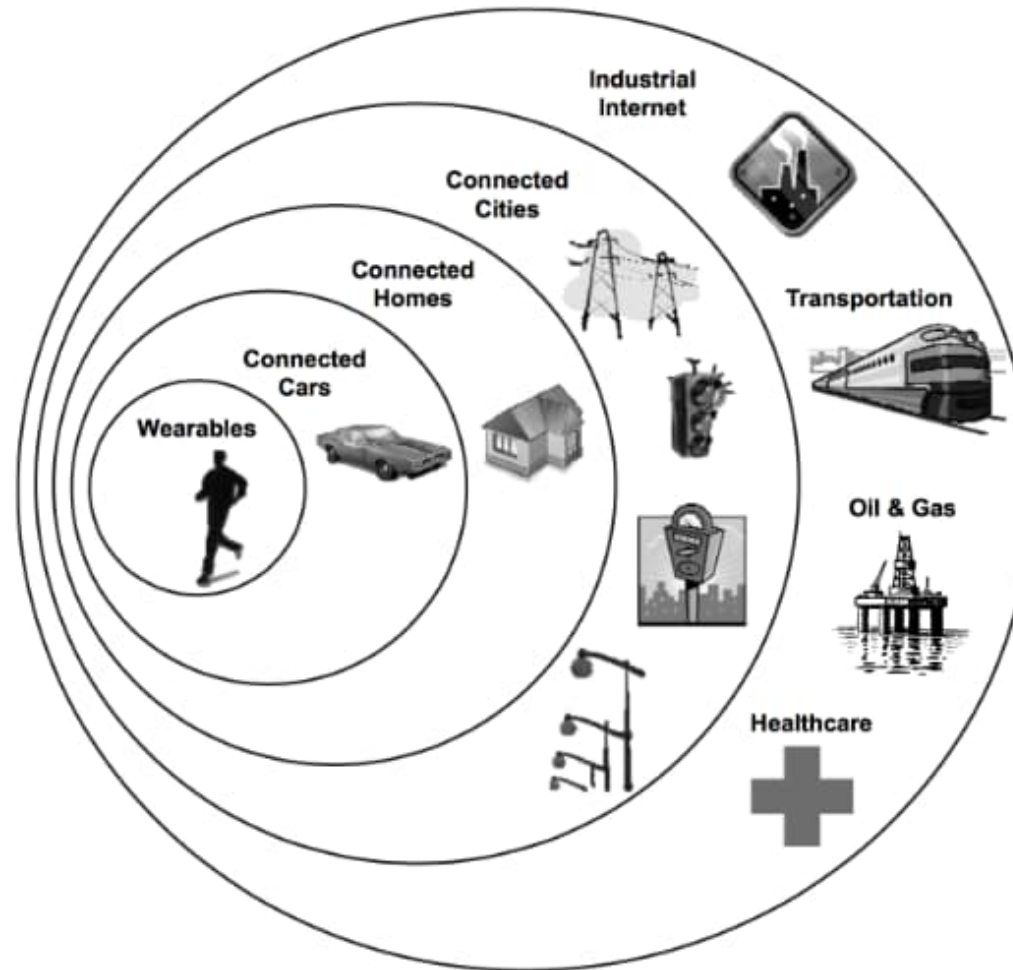 Industrial
Internet
Connected
Cities
Connected
Homes
Transportation
Connected
Cars
Wearables
Oil & Gas
Healthcare